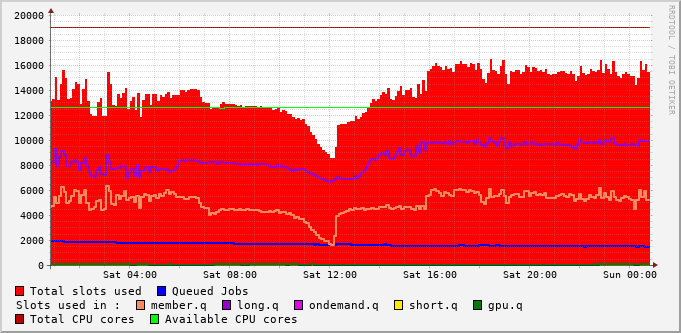 20000
18000
16000
14000
12000
10000
8000
6000
4000
2000
0
Sat 04:00 Sat 08:00 Sat 12:00 Sat 16:00 Sat 20:00 Sun 00:00
Total slots used Queued Jobs
Slots used in : member.q long.q ondemand.q short.q gpu.q
Total CPU cores Available CPU cores
RRDTOOL / TOBI OETIKER